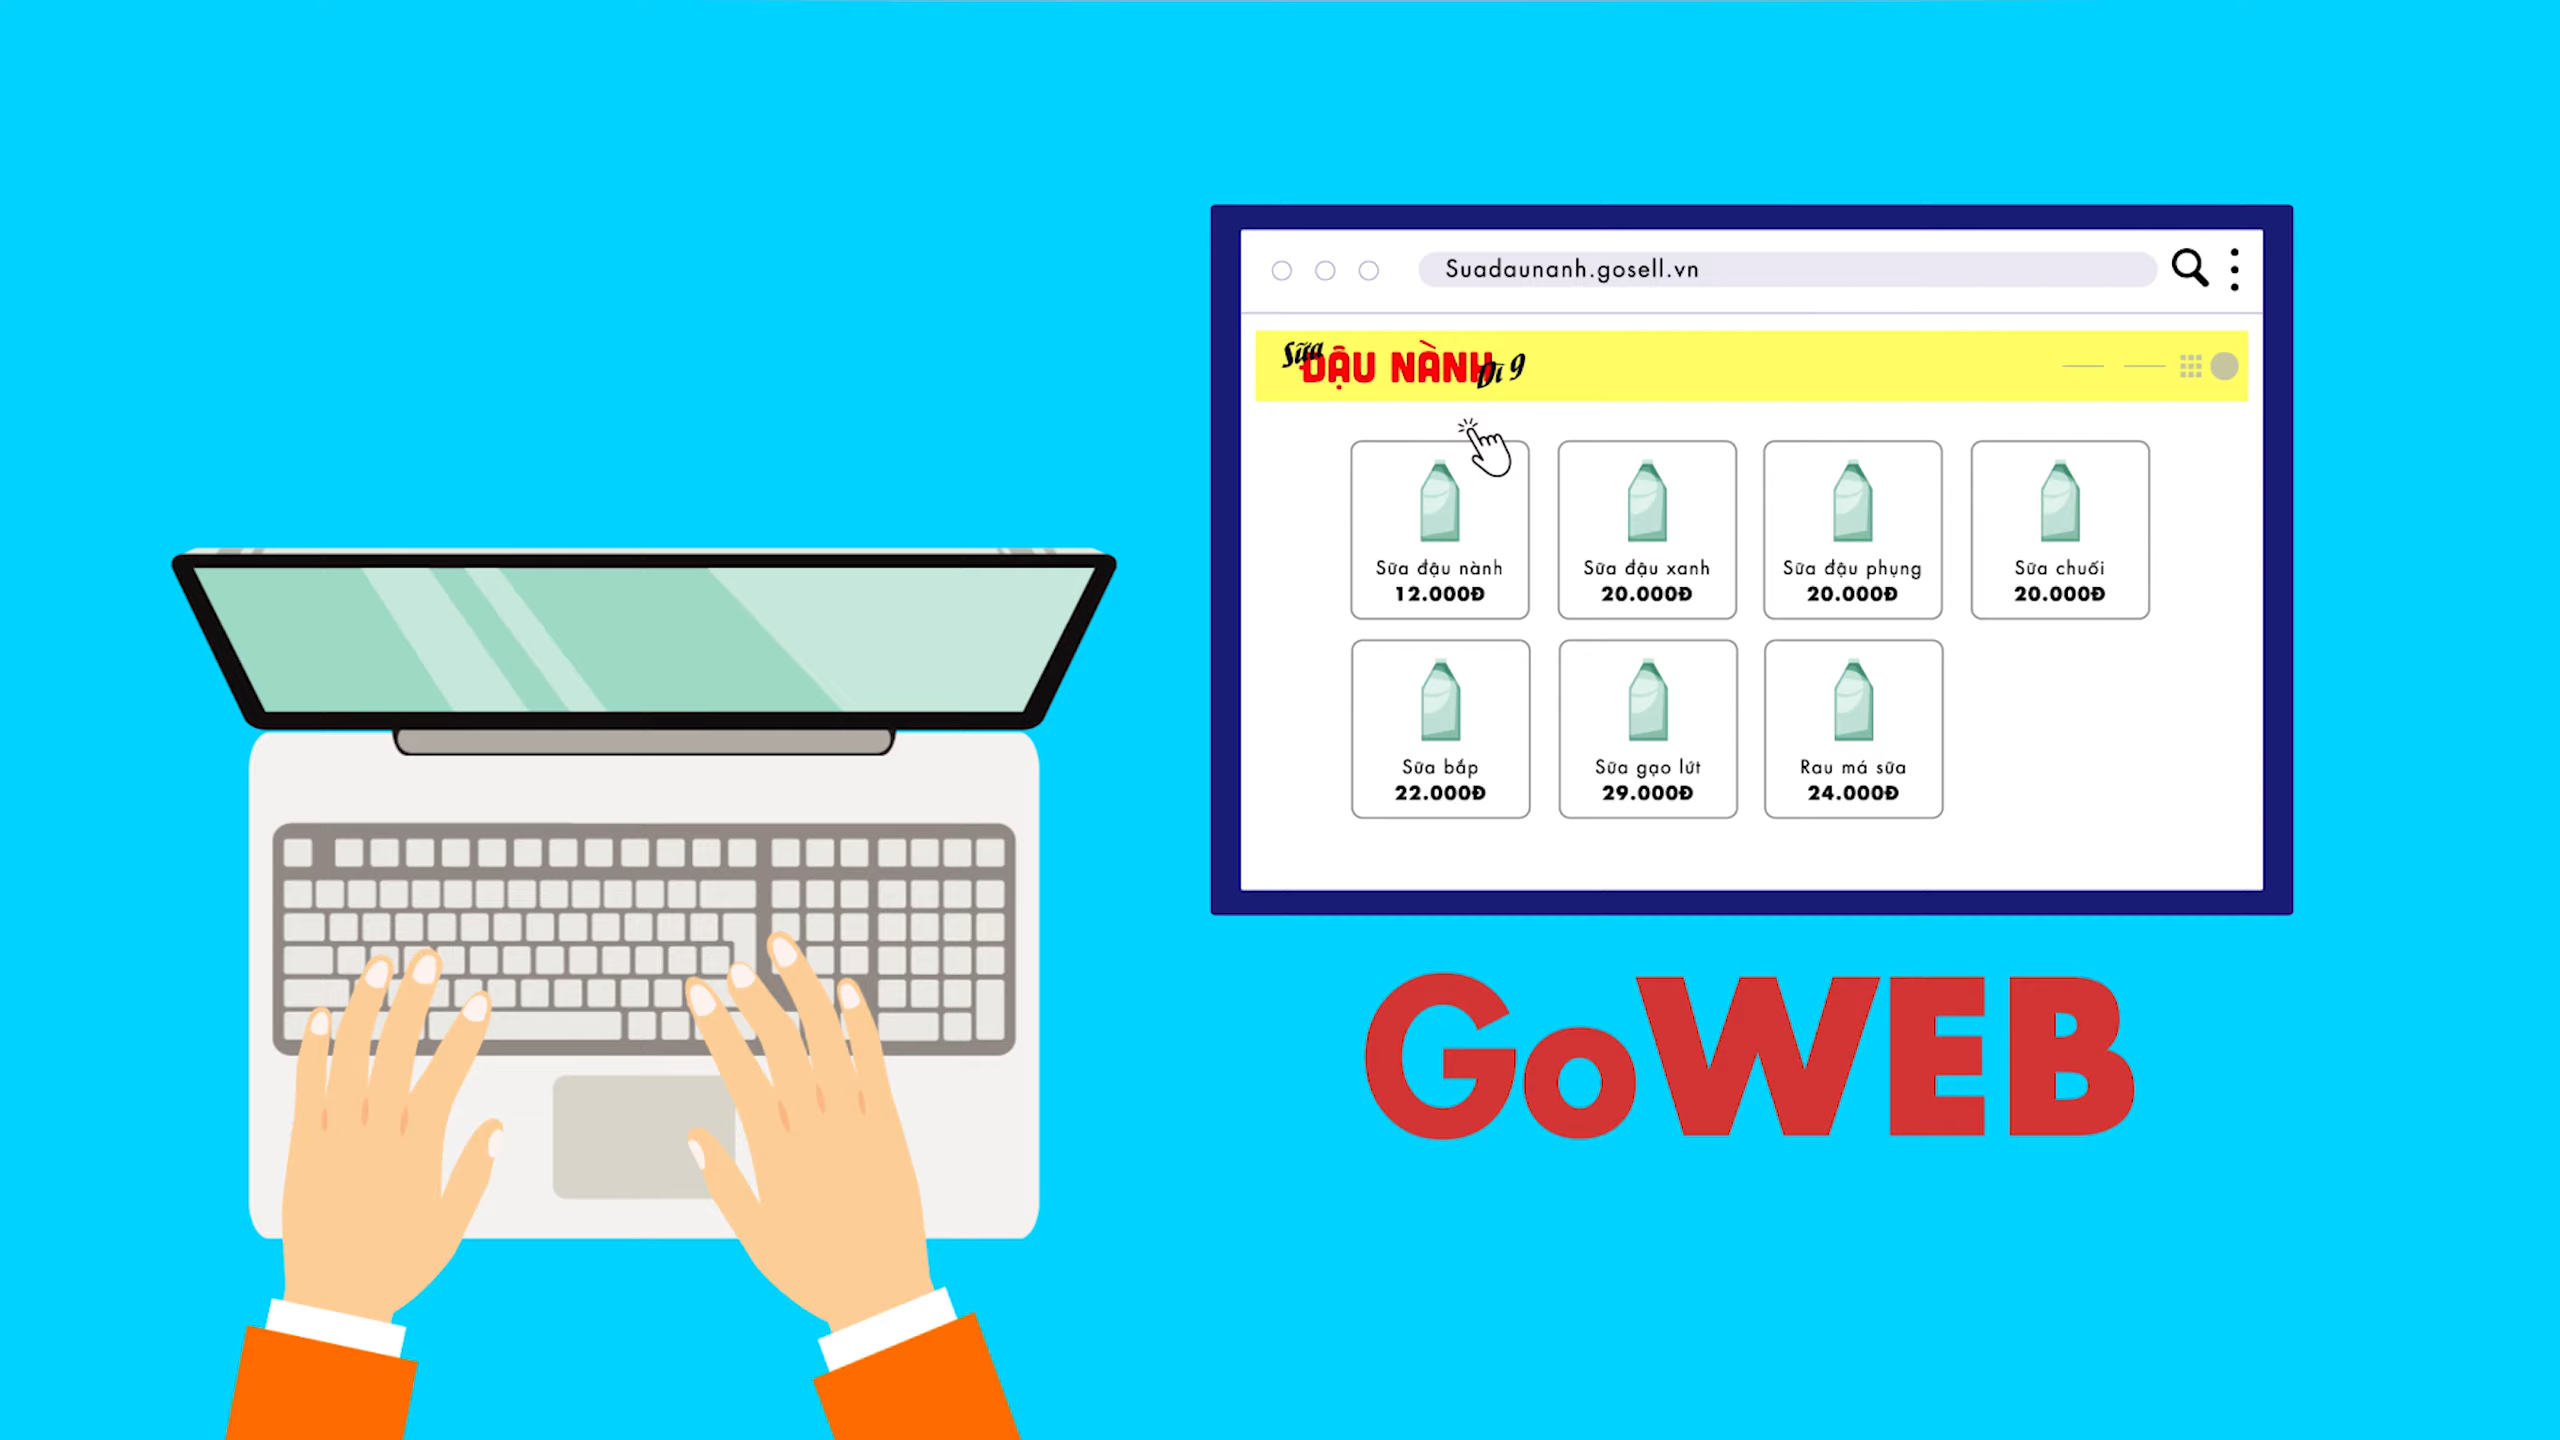 Suadaunanh.gosell.vn
Sữa ĐẬU NÀNH Dì 9
Sữa đậu nành
12.000Đ
Sữa đậu xanh
20.000Đ
Sữa đậu phụng
20.000Đ
Sữa chuối
20.000Đ
Sữa bắp
22.000Đ
Sữa gạo lứt
29.000Đ
Rau má sữa
24.000Đ
GoWEB